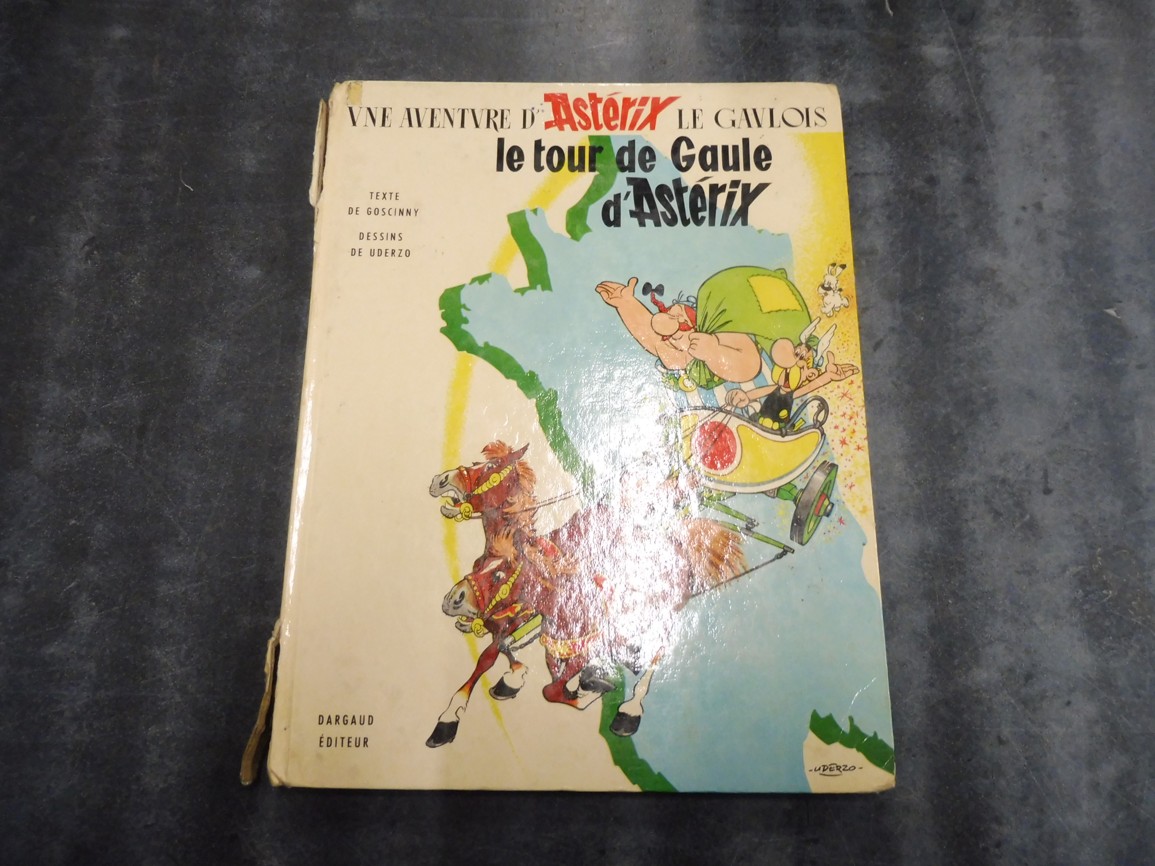 VNE AVENTVRE D'Astérix LE GAVLOIS
le tour de Gaule
d'Astérix
TEXTE
DE GOSCINNY
DESSINS
DE UDERZO
DARGAUD
ÉDITEUR
-UDERZO-